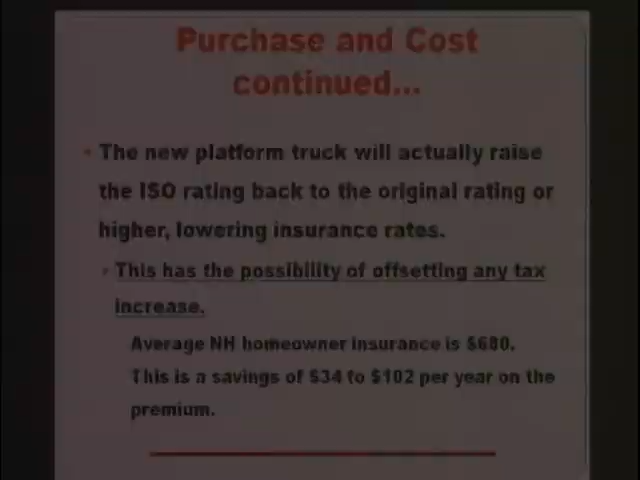 Purchase and Cost
continued...
• The new platform truck will actually raise
the ISO rating back to the original rating or
higher, lowering insurance rates.
• This has the possibility of offsetting any tax
increase.
Average NH homeowner insurance is $680.
This is a savings of $34 to $102 per year on the
premium.